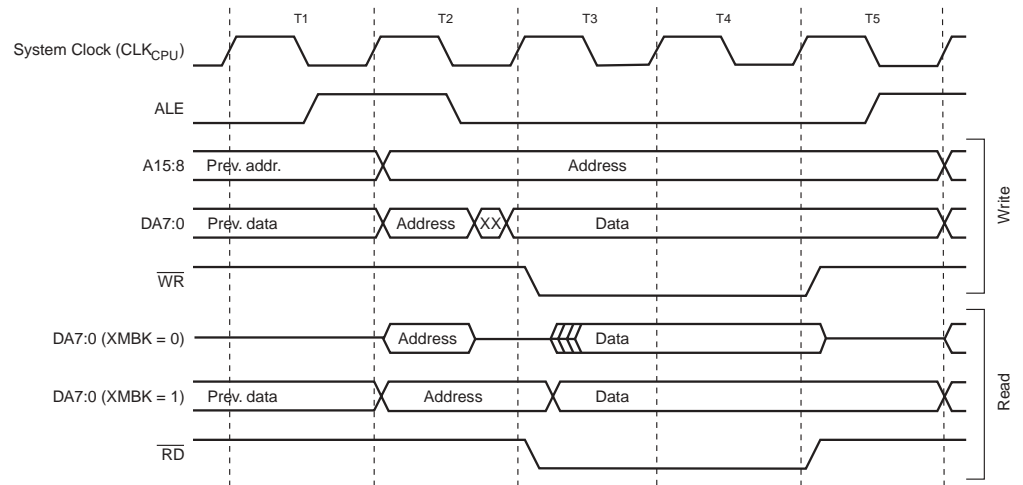 T1 T2 T3 T4 T5
System Clock (CLKCPU)
ALE
A15:8 Prev. addr. Address
DA7:0 Prev. data Address XX Data
WR
Write
DA7:0 (XMBK = 0) Address Data
DA7:0 (XMBK = 1) Prev. data Address Data
RD
Read